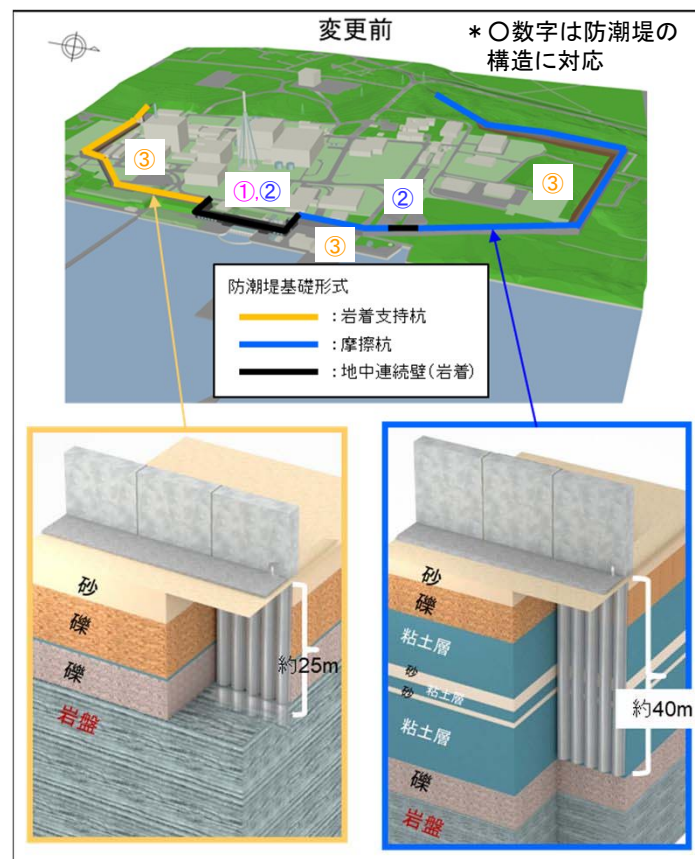 変更前
*○数字は防潮堤の
構造に対応
③
①,②
②
③
③
防潮堤基礎形式
:岩着支持杭
:摩擦杭
:地中連続壁(岩着)
砂
礫
礫
岩盤
約25m
砂
礫
粘土層
砂
砂
粘土層
粘土層
礫
岩盤
約40m